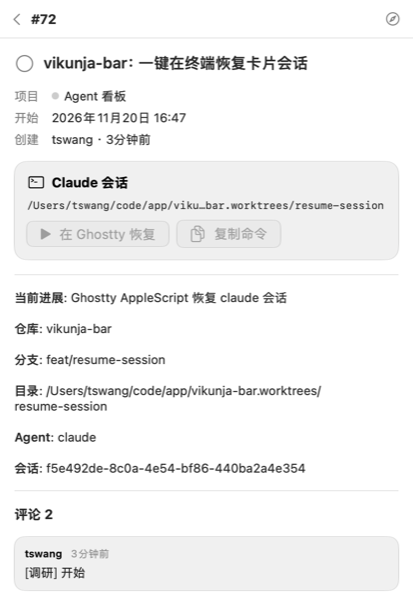 #72
vikunja-bar: 一键在终端恢复卡片会话
项目 Agent 看板
开始 2026年11月20日 16:47
创建 tswang · 3分钟前
Claude 会话
/Users/tswang/code/app/viku…bar.worktrees/resume-session
在 Ghostty 恢复 复制命令
当前进展: Ghostty AppleScript 恢复 claude 会话
仓库: vikunja-bar
分支: feat/resume-session
目录: /Users/tswang/code/app/vikunja-bar.worktrees/
resume-session
Agent: claude
会话: f5e492de-8c0a-4e54-bf86-440ba2a4e354
评论 2
tswang 3分钟前
[调研] 开始